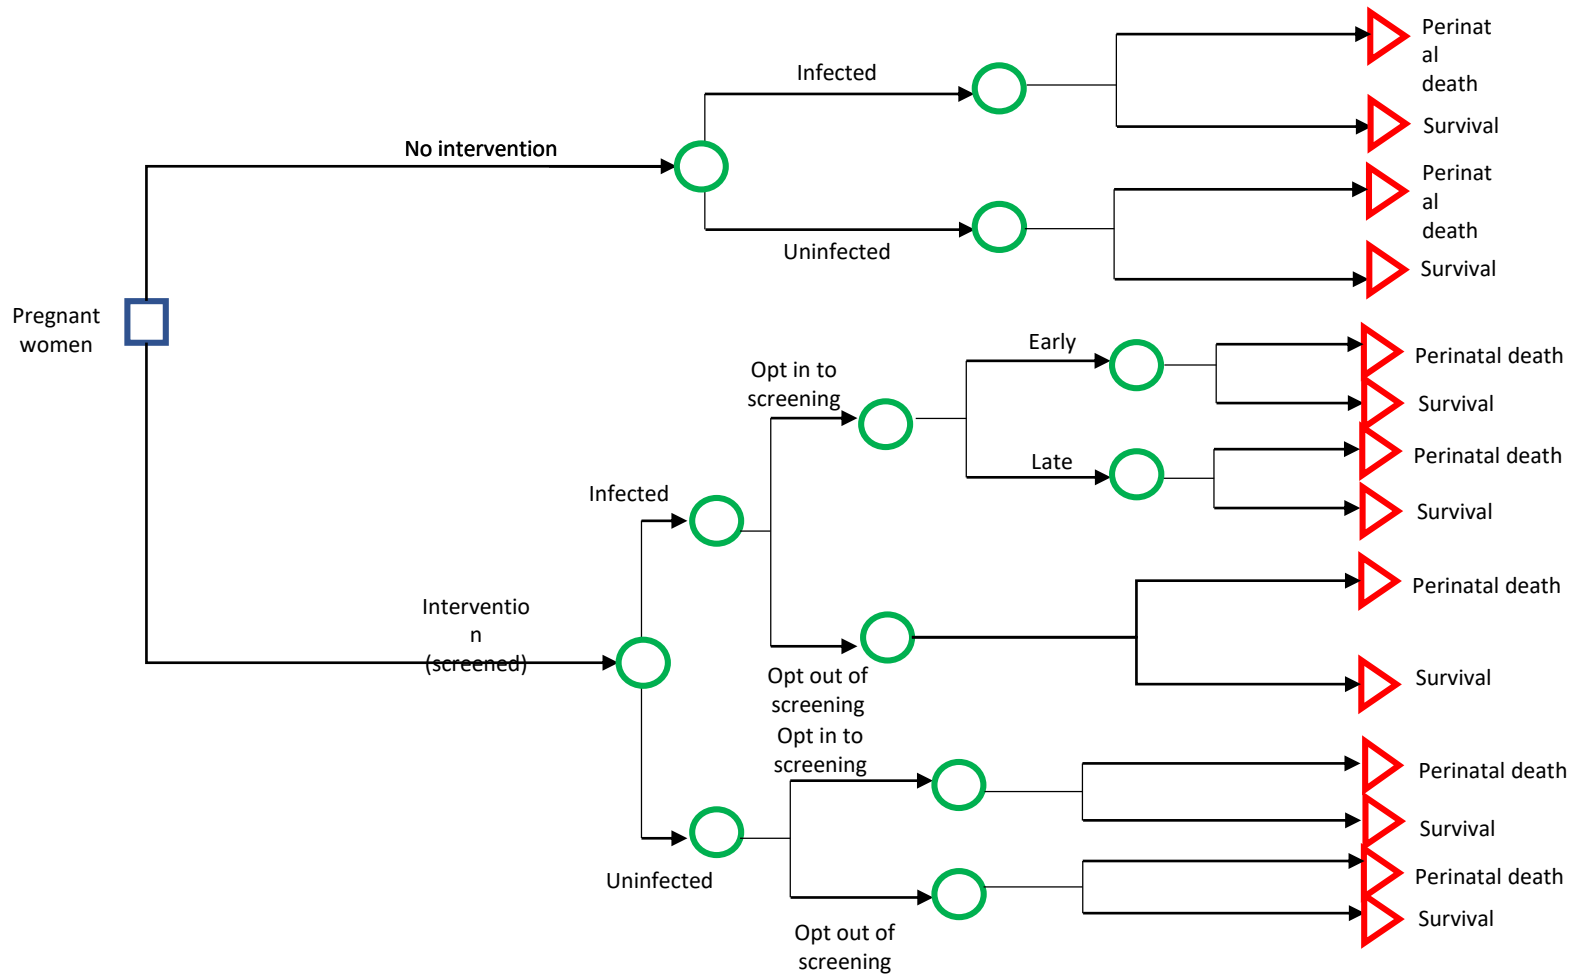 Perinat
al
death
Infected
Survival
No intervention
Perinat
al
death
Uninfected
Survival
Pregnant
women
Early
Perinatal death
Opt in to
screening
Survival
Late
Perinatal death
Infected
Survival
Perinatal death
Interventio
n
(screened)
Opt out of
screening
Survival
Opt in to
screening
Perinatal death
Survival
Uninfected
Perinatal death
Opt out of
screening
Survival